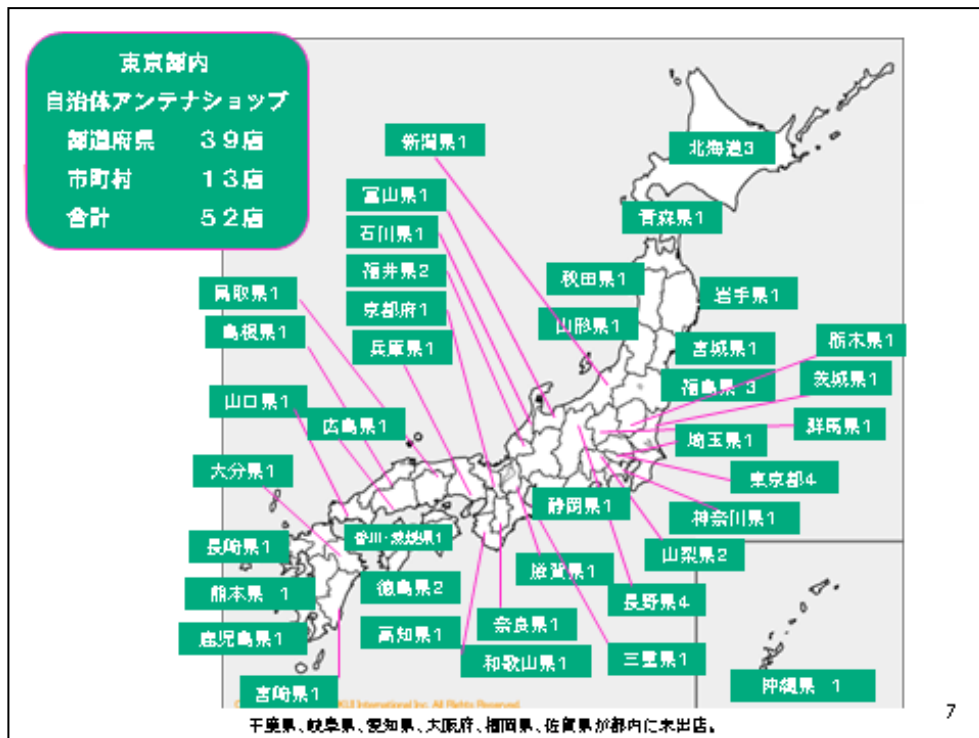 東京都内
自治体アンテナショップ
都道府県 39店
市町村 13店
合計 52店
新潟県1
北海道3
富山県1
青森県1
石川県1
福井県2
秋田県1
岩手県1
鳥取県1
京都府1
山形県1
島根県1
兵庫県1
宮城県1
栃木県1
福島県 3
茨城県1
山口県1
広島県1
群馬県1
埼玉県1
大分県1
東京都4
静岡県1
神奈川県1
香川・愛媛県1
長崎県1
山梨県2
滋賀県1
徳島県2
熊本県 1
長野県4
奈良県1
高知県1
鹿児島県1
三重県1
和歌山県1
宮崎県1
沖縄県 1
International Inc. All Rights Reserved.
千葉県、岐阜県、愛知県、大阪府、福岡県、佐賀県が都内に未出店。
7